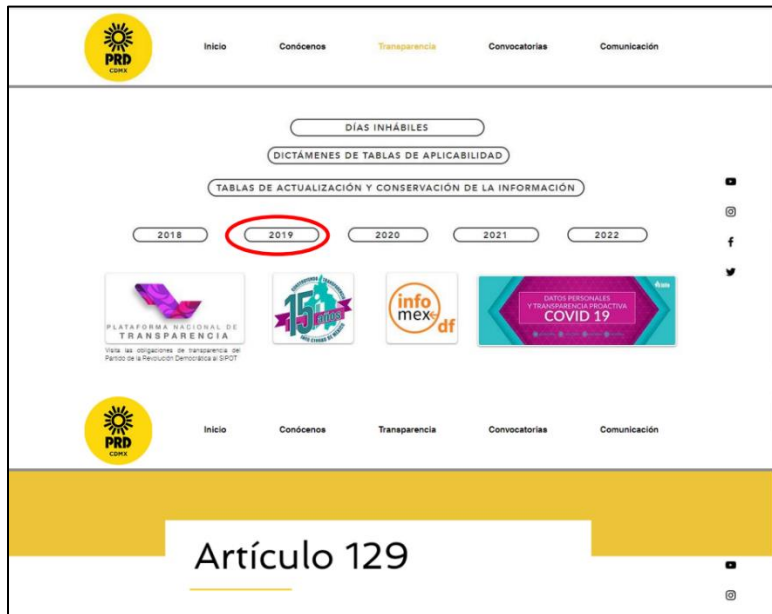 PRD
CDMX
Inicio Conócenos Transparencia Convocatorias Comunicación
DÍAS INHÁBILES
DICTÁMENES DE TABLAS DE APLICABILIDAD
TABLAS DE ACTUALIZACIÓN Y CONSERVACIÓN DE LA INFORMACIÓN
2018 2019 2020 2021 2022
PLATAFORMA NACIONAL DE
TRANSPARENCIA
Visita las obligaciones de transparencia del
Partido de la Revolución Democrática al SIPOT
15 AÑOS
info
mex
df
DATOS PERSONALES
Y TRANSPARENCIA PROACTIVA
COVID 19
PRD
CDMX
Inicio Conócenos Transparencia Convocatorias Comunicación
Artículo 129